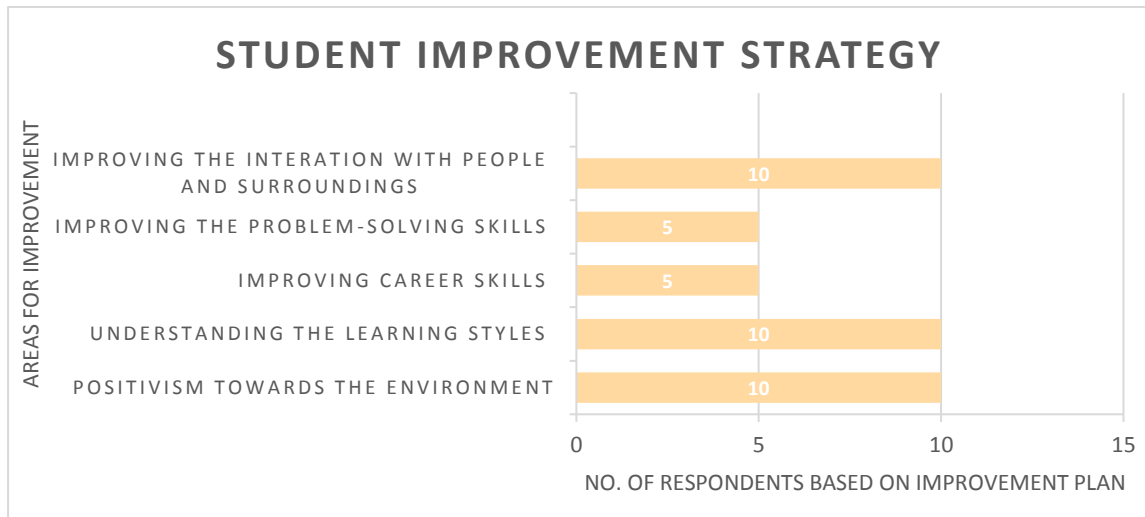 STUDENT IMPROVEMENT STRATEGY
AREAS FOR IMPROVEMENT
IMPROVING THE INTERATION WITH PEOPLE
AND SURROUNDINGS
10
IMPROVING THE PROBLEM-SOLVING SKILLS
5
IMPROVING CAREER SKILLS
5
UNDERSTANDING THE LEARNING STYLES
10
POSITIVISM TOWARDS THE ENVIRONMENT
10
0 5 10 15
NO. OF RESPONDENTS BASED ON IMPROVEMENT PLAN